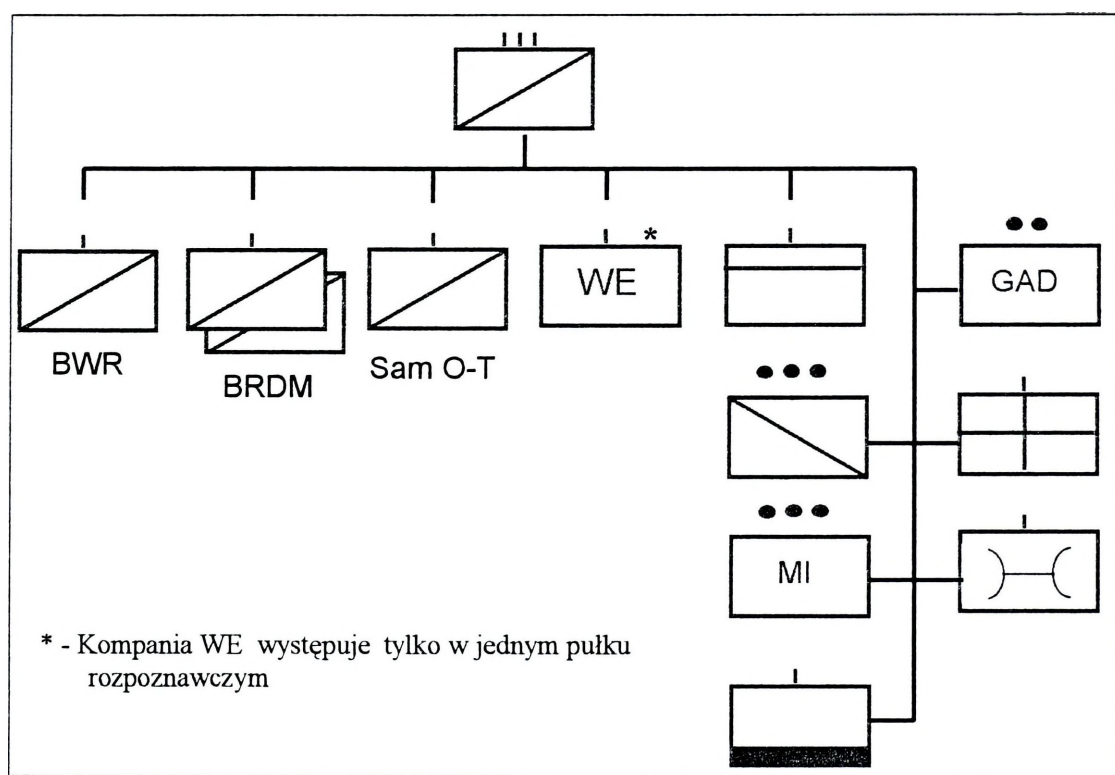 *
WE
GAD
BWR
BRDM
Sam O-T
MI
* - Kompania WE występuje tylko w jednym pułku
rozpoznawczym